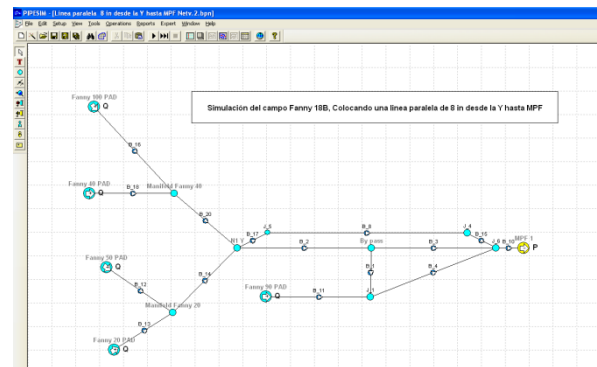 PIPESIM - [Linea paralela 8 in desde la Y hasta MPF Netv.2.bpn]
File Edit Setup View Tools Operations Reports Expert Window Help
Simulación del campo Fanny 18B, Colocando una linea paralela de 8 in desde la Y hasta MPF
Fanny 100 PAD
Q
B_16
Fanny 40 PAD
Q
B_18
Manifold Fanny 40
B_20
N1 Y
B_17
J_5
B_8
J_4
B_15
B_2
By pass
B_3
J_6
B_10
MPF 1
P
B_14
B_1
B_4
Fanny 50 PAD
Q
B_12
Fanny 90 PAD
Q
B_11
J_1
Manifold Fanny 20
B_13
Fanny 20 PAD
Q